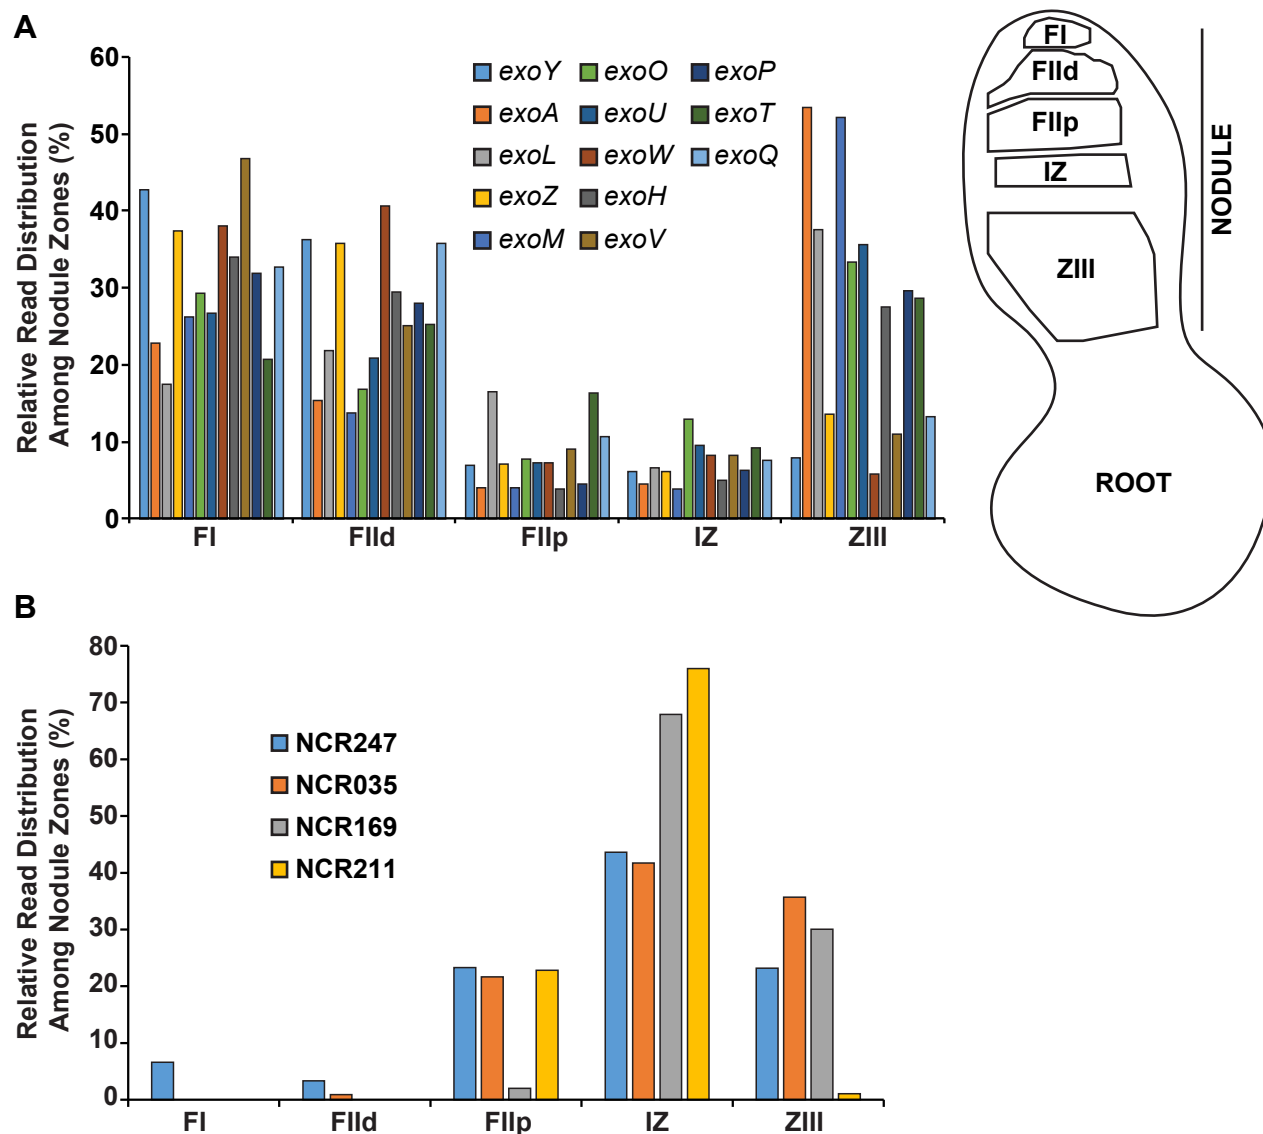 A
Relative Read Distribution
Among Nodule Zones (%)
60
50
40
30
20
10
0
exoY exoO exoP
exoA exoU exoT
exoL exoW exoQ
exoZ exoH
exoM exoV
FI FIId FIIp IZ ZIII
FI
FIId
FIIp
IZ
ZIII
NODULE
ROOT
B
Relative Read Distribution
Among Nodule Zones (%)
80
70
60
50
40
30
20
10
0
NCR247
NCR035
NCR169
NCR211
FI FIId FIIp IZ ZIII